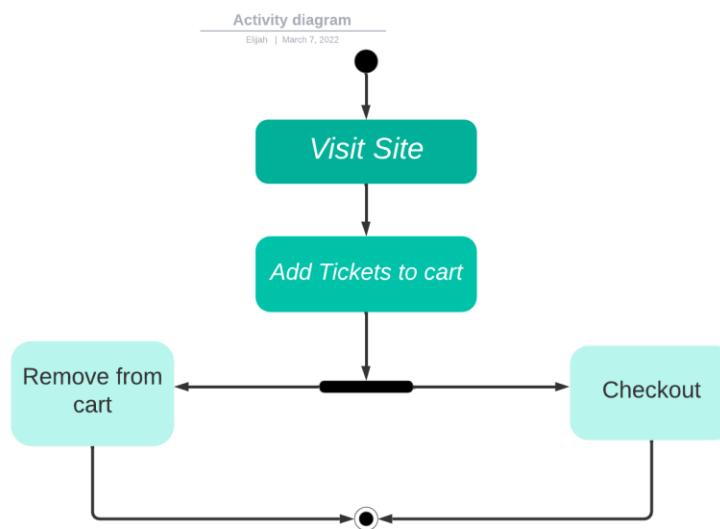 Activity diagram
Elijah | March 7, 2022
Visit Site
Add Tickets to cart
Remove from
cart
Checkout